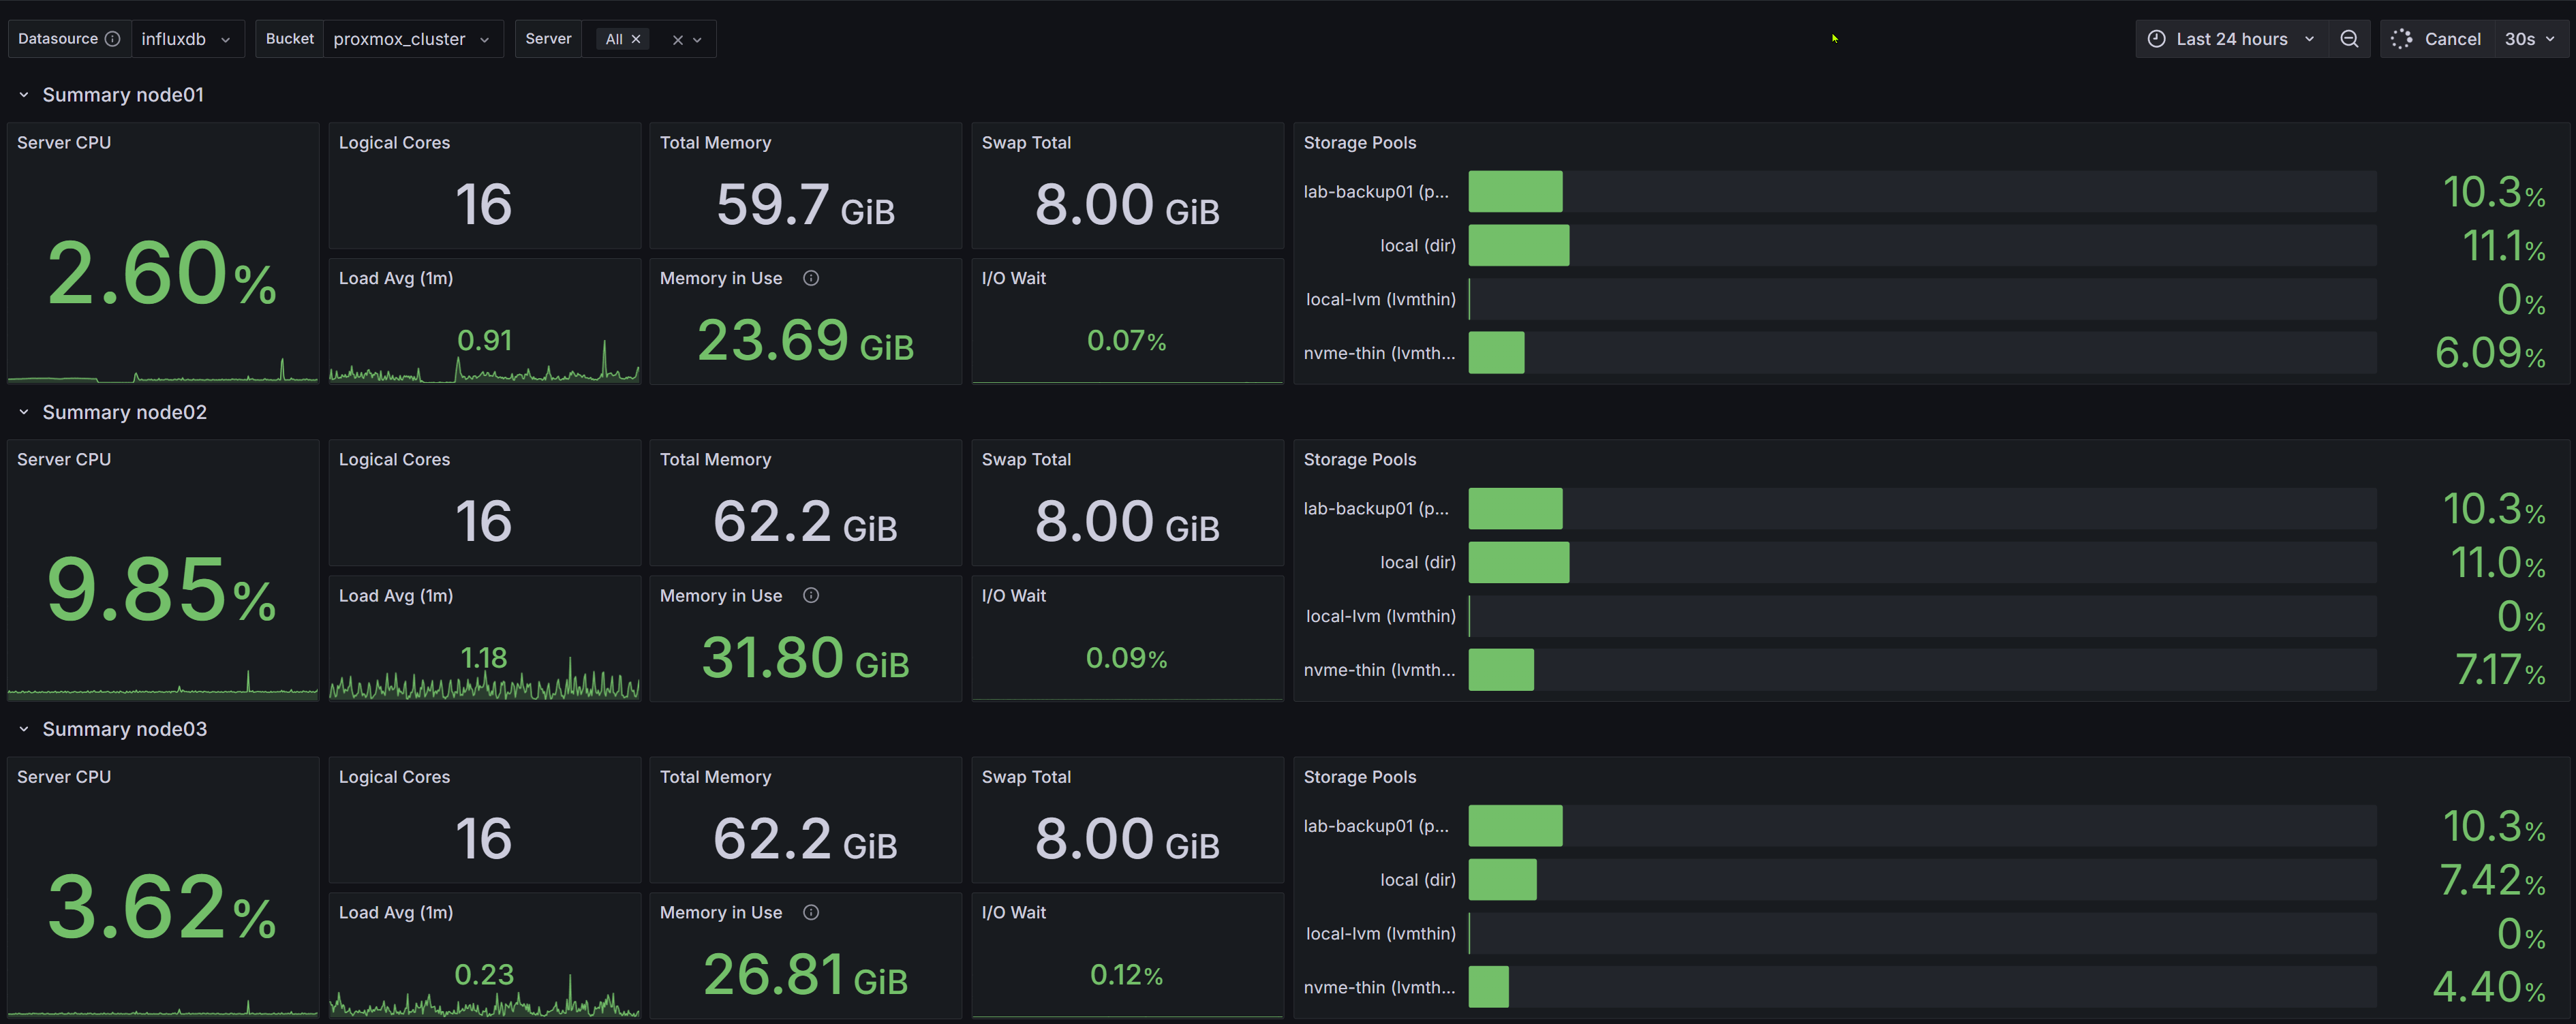 Datasource influxdb Bucket proxmox_cluster Server All Last 24 hours Cancel 30s
Summary node01
Server CPU
2.60%
Logical Cores
16
Load Avg (1m)
0.91
Total Memory
59.7 GiB
Memory in Use
23.69 GiB
Swap Total
8.00 GiB
I/O Wait
0.07%
Storage Pools
lab-backup01 (p... 10.3%
local (dir) 11.1%
local-lvm (lvmthin) 0%
nvme-thin (lvmth... 6.09%
Summary node02
Server CPU
9.85%
Logical Cores
16
Load Avg (1m)
1.18
Total Memory
62.2 GiB
Memory in Use
31.80 GiB
Swap Total
8.00 GiB
I/O Wait
0.09%
Storage Pools
lab-backup01 (p... 10.3%
local (dir) 11.0%
local-lvm (lvmthin) 0%
nvme-thin (lvmth... 7.17%
Summary node03
Server CPU
3.62%
Logical Cores
16
Load Avg (1m)
0.23
Total Memory
62.2 GiB
Memory in Use
26.81 GiB
Swap Total
8.00 GiB
I/O Wait
0.12%
Storage Pools
lab-backup01 (p... 10.3%
local (dir) 7.42%
local-lvm (lvmthin) 0%
nvme-thin (lvmth... 4.40%